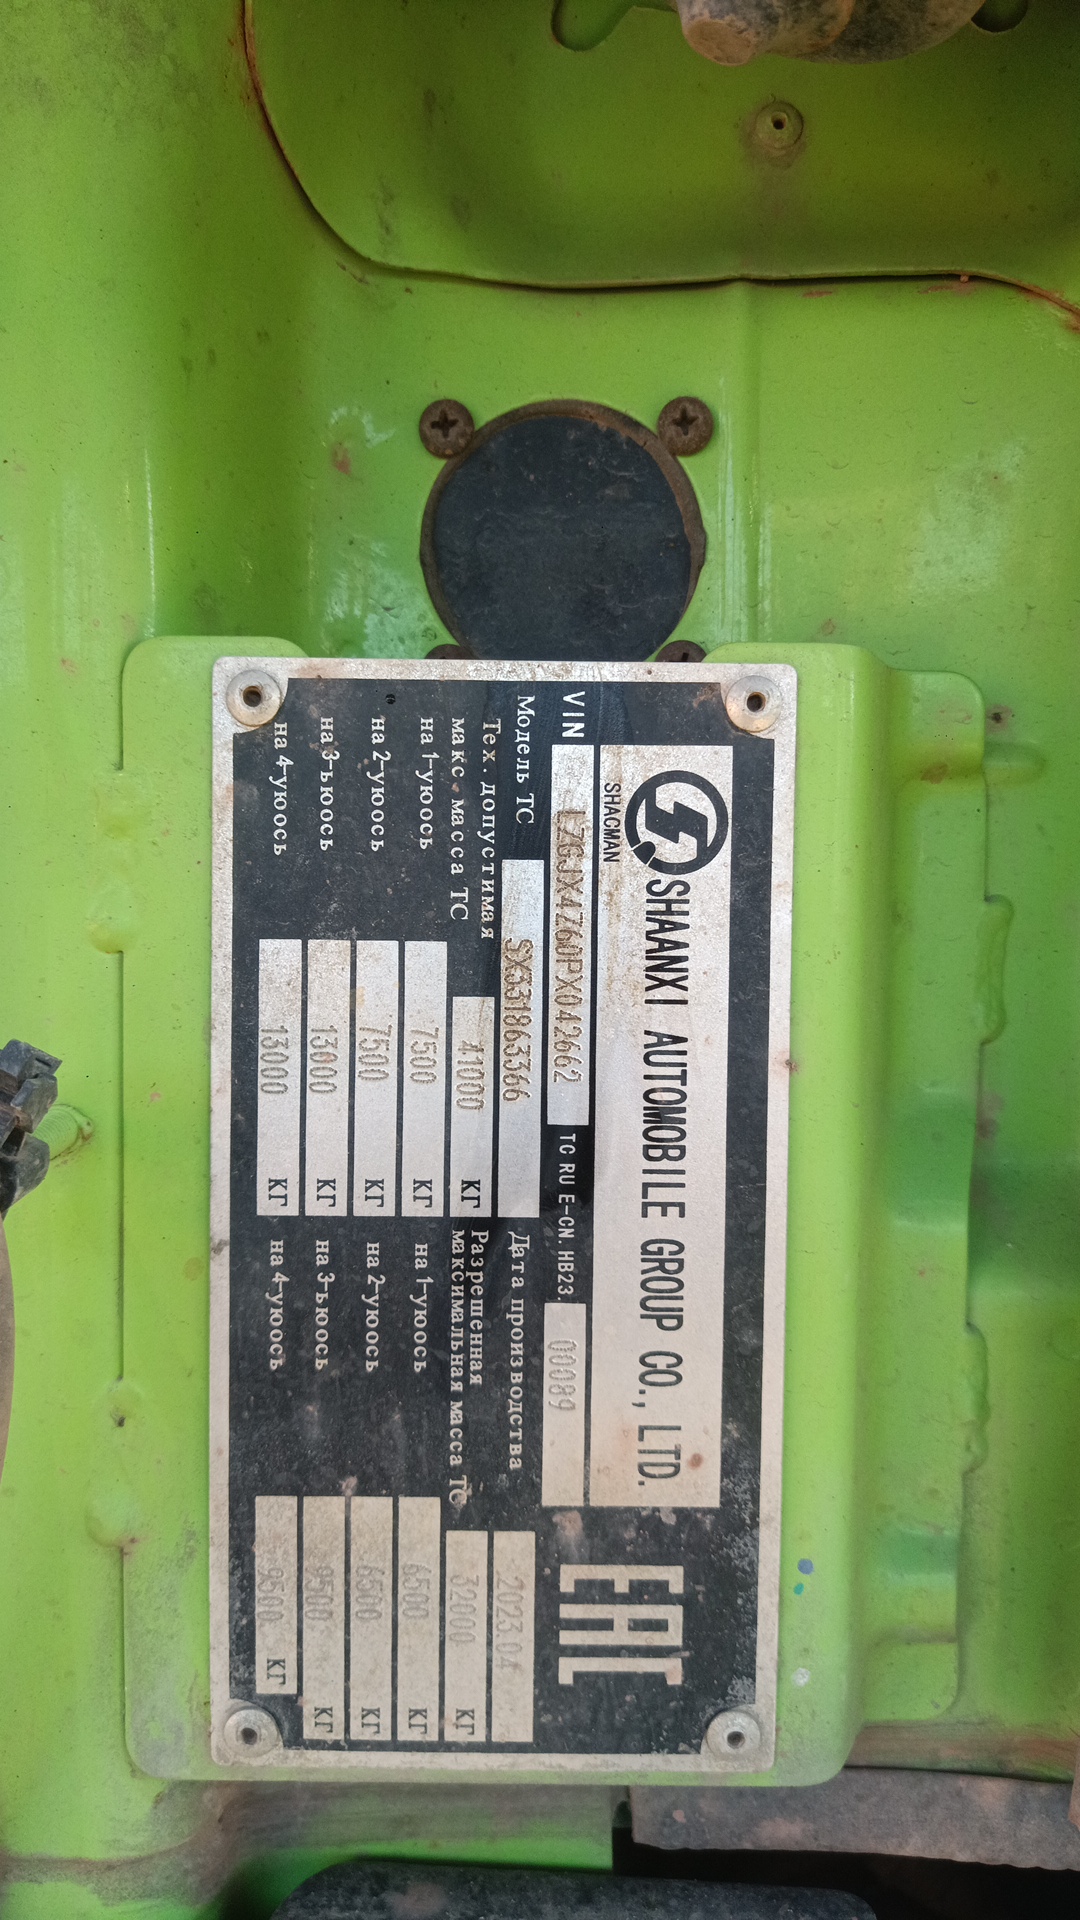 SHACMAN
SHAANXI AUTOMOBILE GROUP CO., LTD.
EAC
VIN LZGJX4Z60PX042662 ТС RU E-CN. HB23. 00089
Модель ТС SX331863366 Дата производства 2023.04
Тех. допустимая макс. масса ТС 41000 КГ
Разрешенная максимальная масса ТС 32000 КГ
на 1-уюось 7500 КГ на 1-уюось 6500 КГ
на 2-уюось 7500 КГ на 2-уюось 6500 КГ
на 3-ьюось 13000 КГ на 3-ьюось 9500 КГ
на 4-уюось 13000 КГ на 4-уюось 9500 КГ